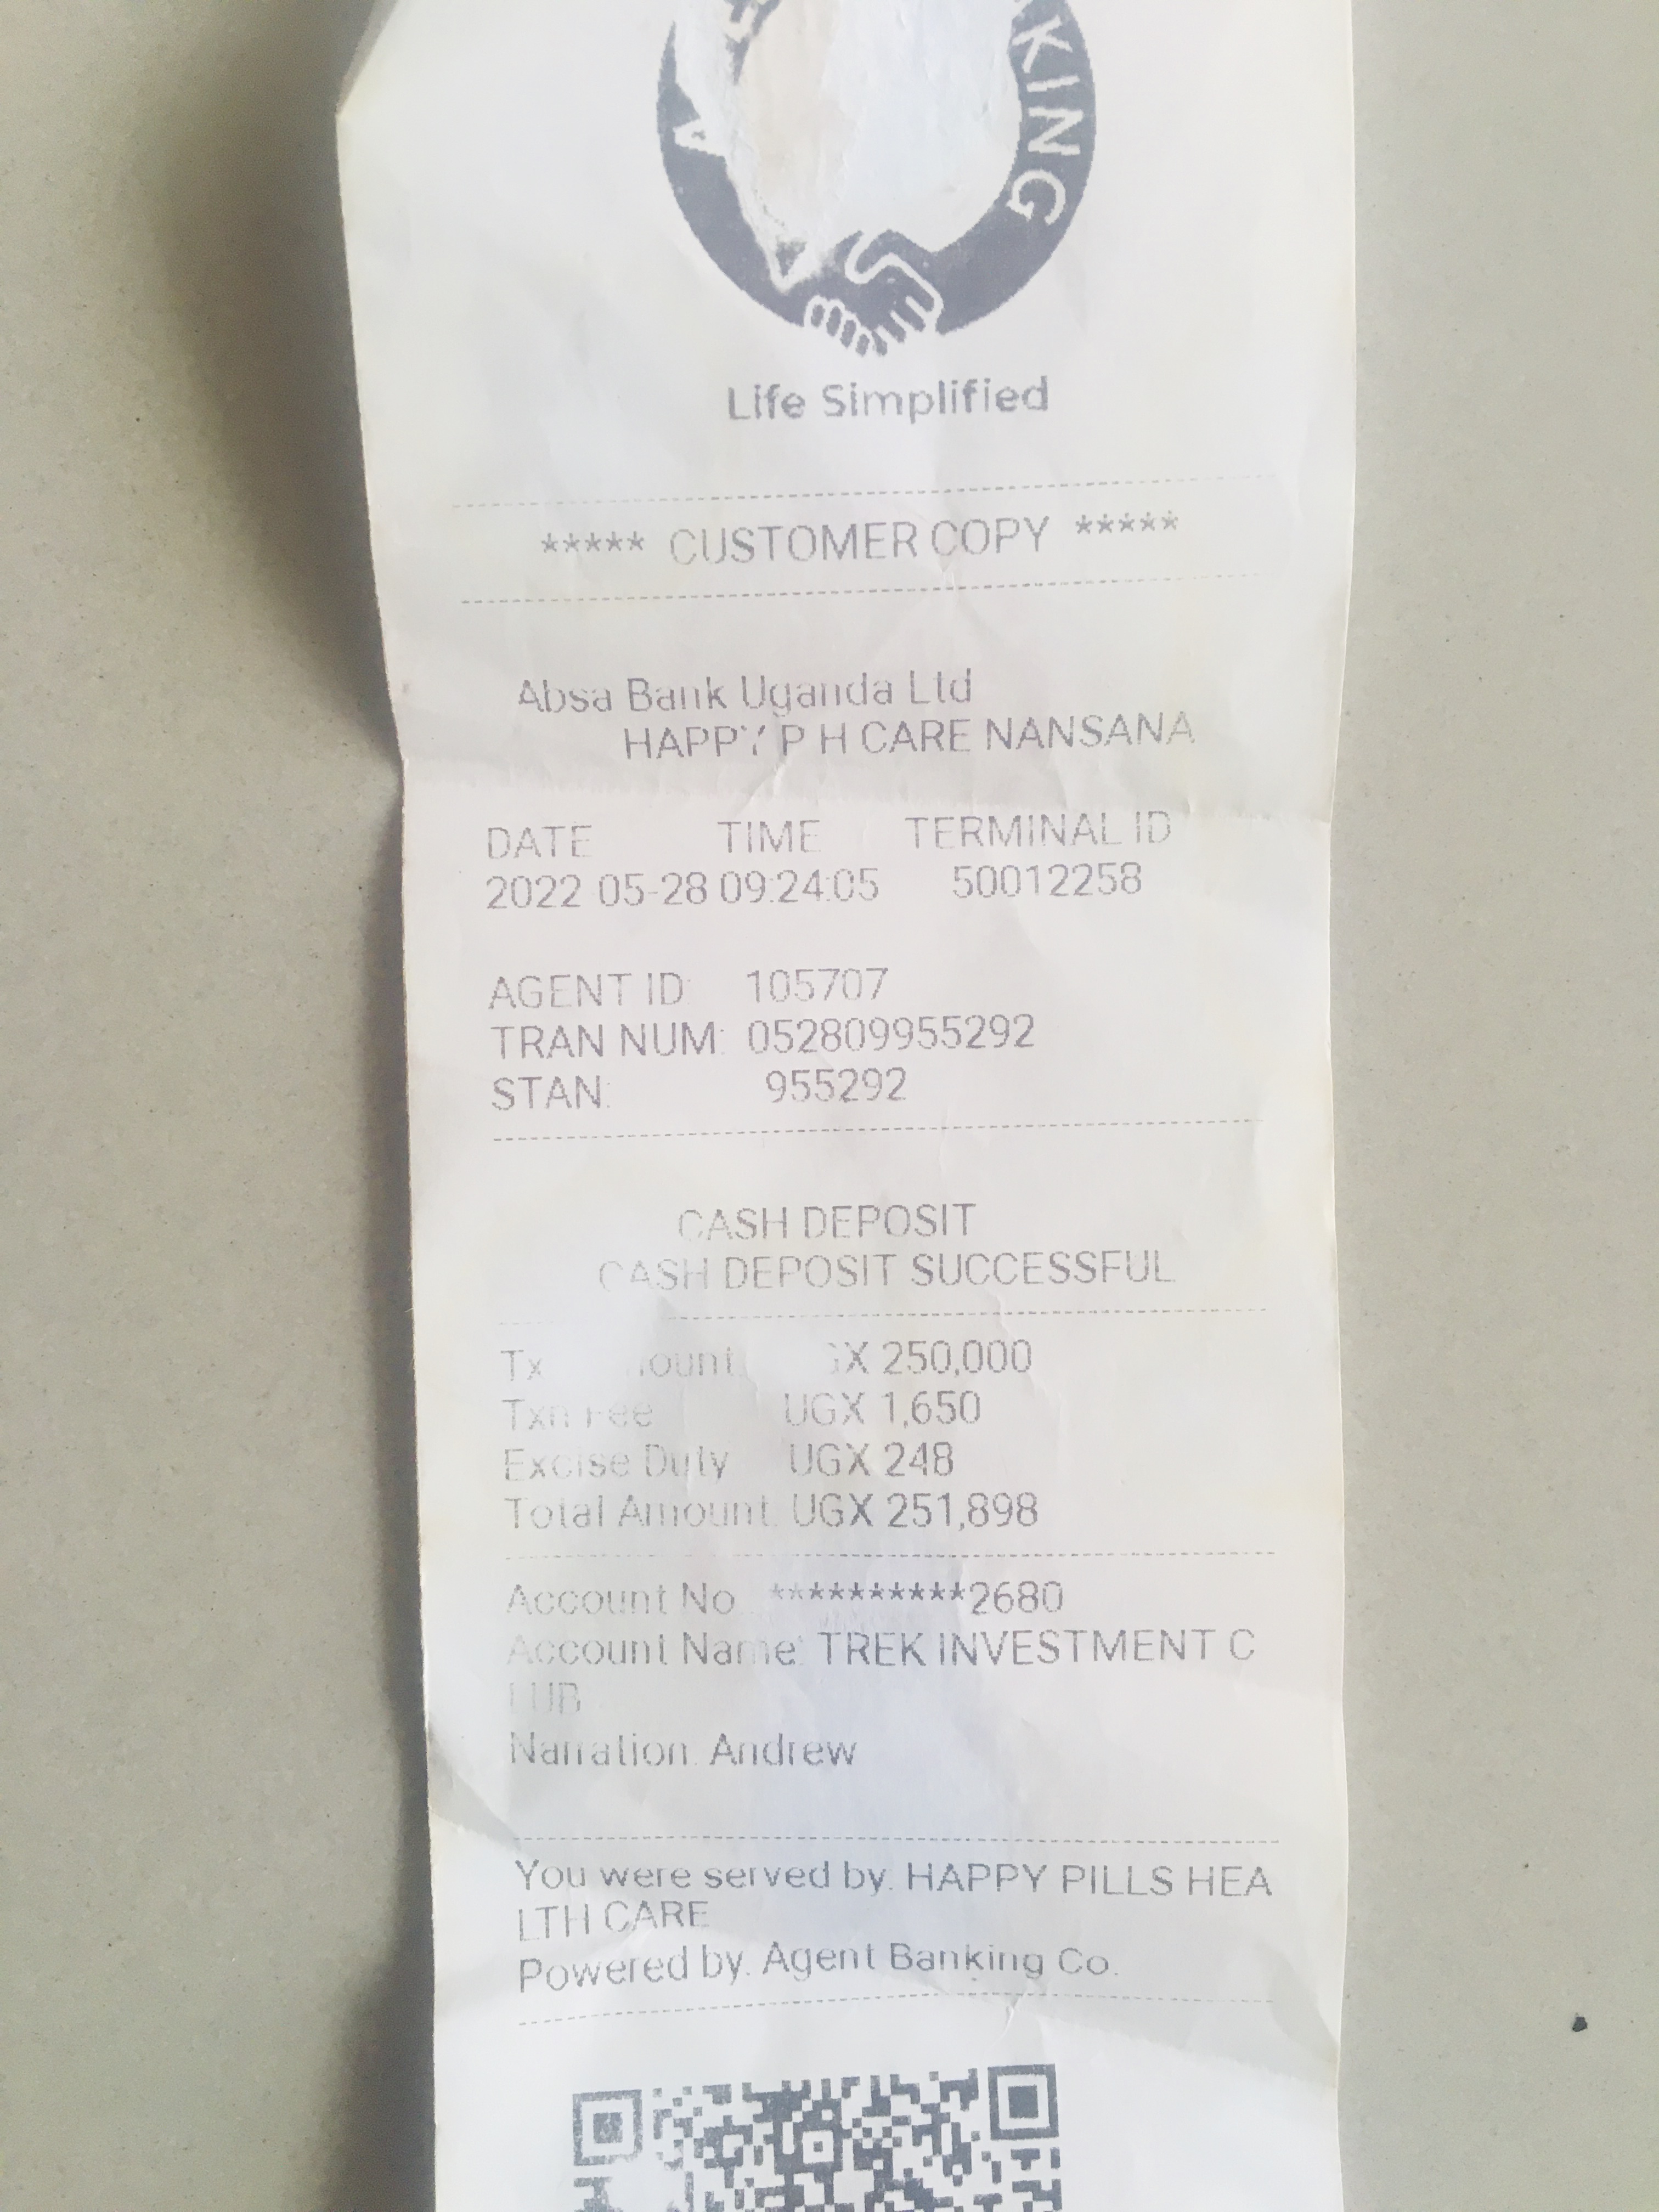 KING
Life Simplified
***** CUSTOMER COPY *****
Absa Bank Uganda Ltd
HAPPY P H CARE NANSANA
DATE TIME TERMINAL ID
2022 05-28 09:24:05 50012258
AGENT ID: 105707
TRAN NUM: 052809955292
STAN: 955292
CASH DEPOSIT
CASH DEPOSIT SUCCESSFUL
Tx ount GX 250,000
Txn Fee UGX 1,650
Excise Duty UGX 248
Total Amount: UGX 251,898
Account No **********2680
Account Name: TREK INVESTMENT C
LUB
Narration: Andrew
You were served by: HAPPY PILLS HEA
LTH CARE
Powered by: Agent Banking Co.